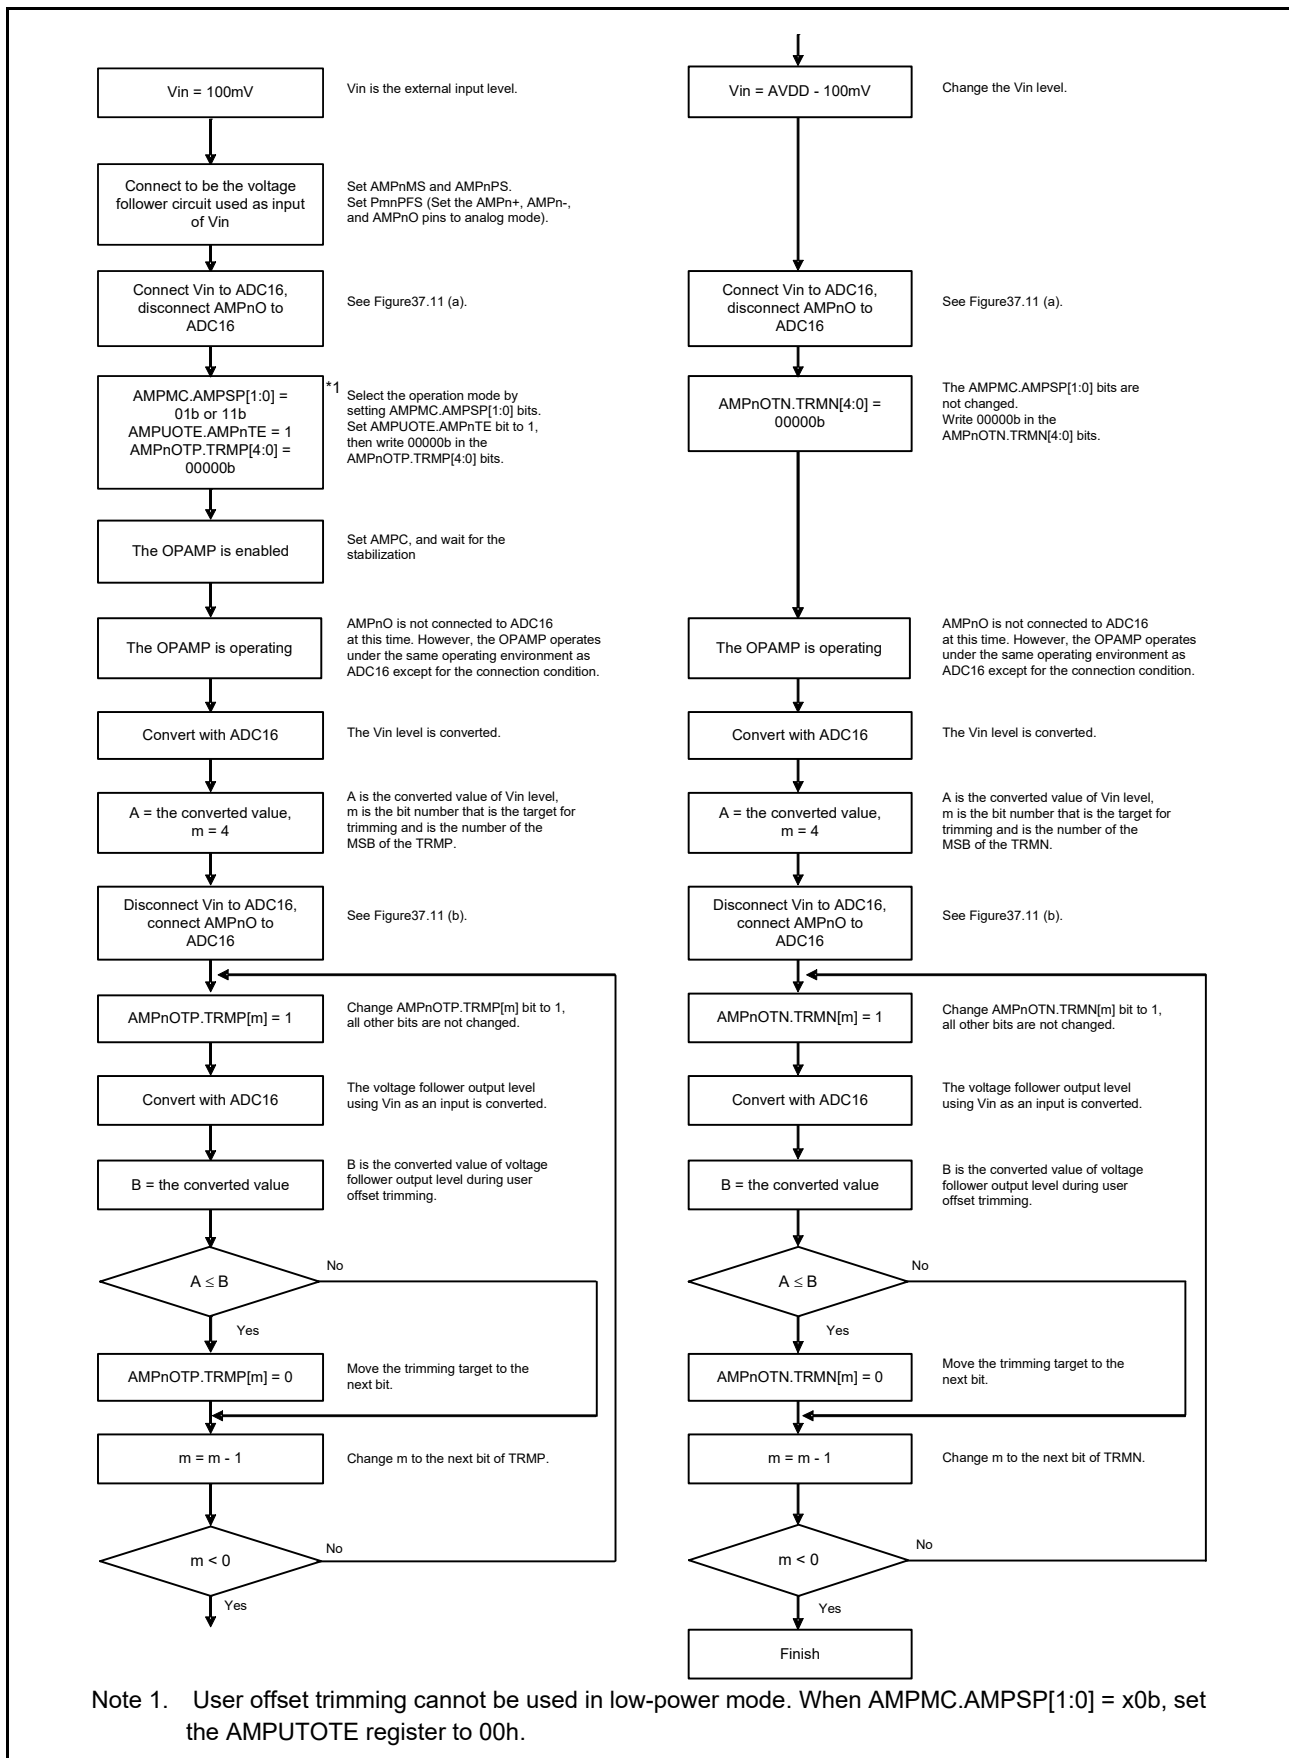 Vin = 100mV
Vin is the external input level.
Connect to be the voltage
follower circuit used as input
of Vin
Set AMPnMS and AMPnPS.
Set PmnPFS (Set the AMPn+, AMPn-,
and AMPnO pins to analog mode).
Connect Vin to ADC16,
disconnect AMPnO to
ADC16
See Figure37.11 (a).
AMPMC.AMPSP[1:0] =
01b or 11b
AMPUOTE.AMPnTE = 1
AMPnOTP.TRMP[4:0] =
00000b
*1
Select the operation mode by
setting AMPMC.AMPSP[1:0] bits.
Set AMPUOTE.AMPnTE bit to 1,
then write 00000b in the
AMPnOTP.TRMP[4:0] bits.
The OPAMP is enabled
Set AMPC, and wait for the
stabilization
The OPAMP is operating
AMPnO is not connected to ADC16
at this time. However, the OPAMP operates
under the same operating environment as
ADC16 except for the connection condition.
Convert with ADC16
The Vin level is converted.
A = the converted value,
m = 4
A is the converted value of Vin level,
m is the bit number that is the target for
trimming and is the number of the
MSB of the TRMP.
Disconnect Vin to ADC16,
connect AMPnO to
ADC16
See Figure37.11 (b).
AMPnOTP.TRMP[m] = 1
Change AMPnOTP.TRMP[m] bit to 1,
all other bits are not changed.
Convert with ADC16
The voltage follower output level
using Vin as an input is converted.
B = the converted value
B is the converted value of voltage
follower output level during user
offset trimming.
A ≤ B
No
Yes
AMPnOTP.TRMP[m] = 0
Move the trimming target to the
next bit.
m = m - 1
Change m to the next bit of TRMP.
m < 0
No
Yes
Vin = AVDD - 100mV
Change the Vin level.
Connect Vin to ADC16,
disconnect AMPnO to
ADC16
See Figure37.11 (a).
AMPnOTN.TRMN[4:0] =
00000b
The AMPMC.AMPSP[1:0] bits are
not changed.
Write 00000b in the
AMPnOTN.TRMN[4:0] bits.
The OPAMP is operating
AMPnO is not connected to ADC16
at this time. However, the OPAMP operates
under the same operating environment as
ADC16 except for the connection condition.
Convert with ADC16
The Vin level is converted.
A = the converted value,
m = 4
A is the converted value of Vin level,
m is the bit number that is the target for
trimming and is the number of the
MSB of the TRMN.
Disconnect Vin to ADC16,
connect AMPnO to
ADC16
See Figure37.11 (b).
AMPnOTN.TRMN[m] = 1
Change AMPnOTN.TRMN[m] bit to 1,
all other bits are not changed.
Convert with ADC16
The voltage follower output level
using Vin as an input is converted.
B = the converted value
B is the converted value of voltage
follower output level during user
offset trimming.
A ≤ B
No
Yes
AMPnOTN.TRMN[m] = 0
Move the trimming target to the
next bit.
m = m - 1
Change m to the next bit of TRMN.
m < 0
No
Yes
Finish
Note 1. User offset trimming cannot be used in low-power mode. When AMPMC.AMPSP[1:0] = x0b, set
the AMPUTOTE register to 00h.